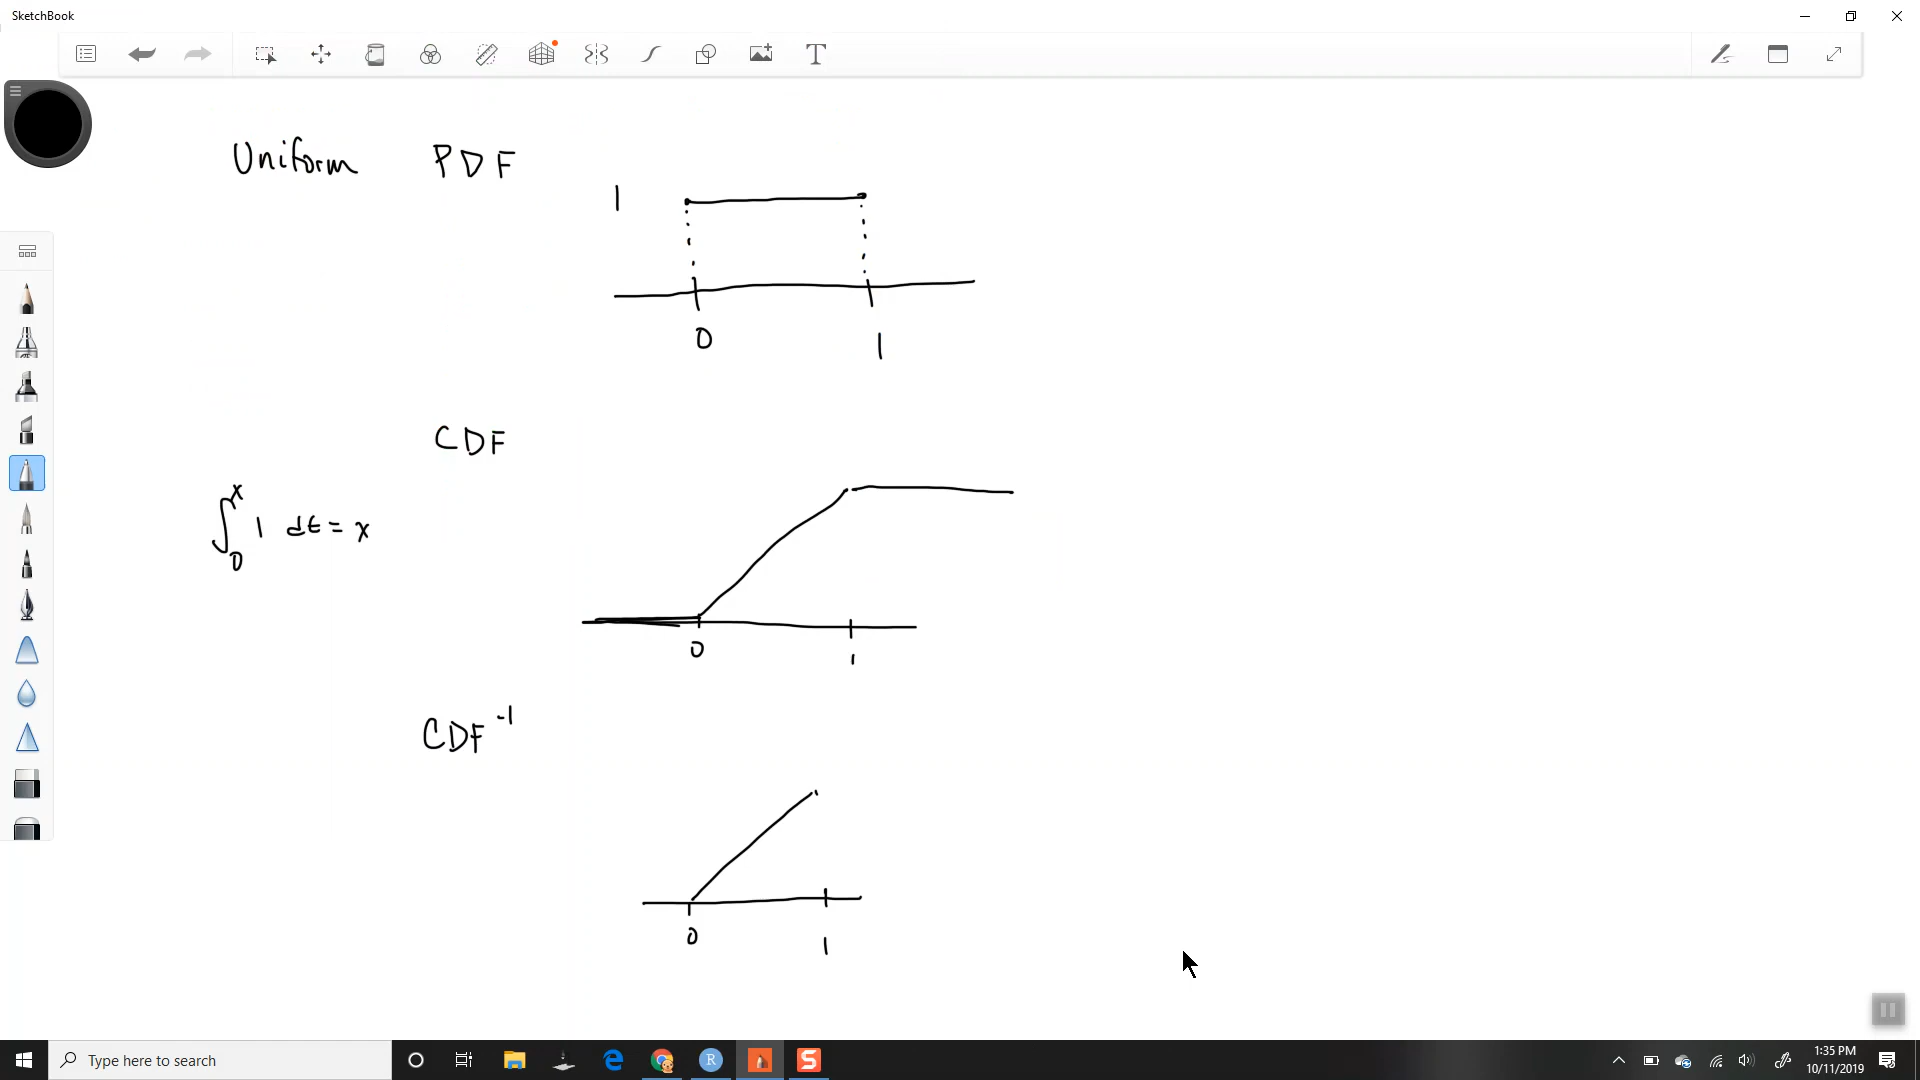 SketchBook
T
Uniform PDF
1
0 1
CDF
∫₀ˣ 1 dt = x
0 1
CDF⁻¹
0 1
Type here to search
R
S
1:35 PM
10/11/2019